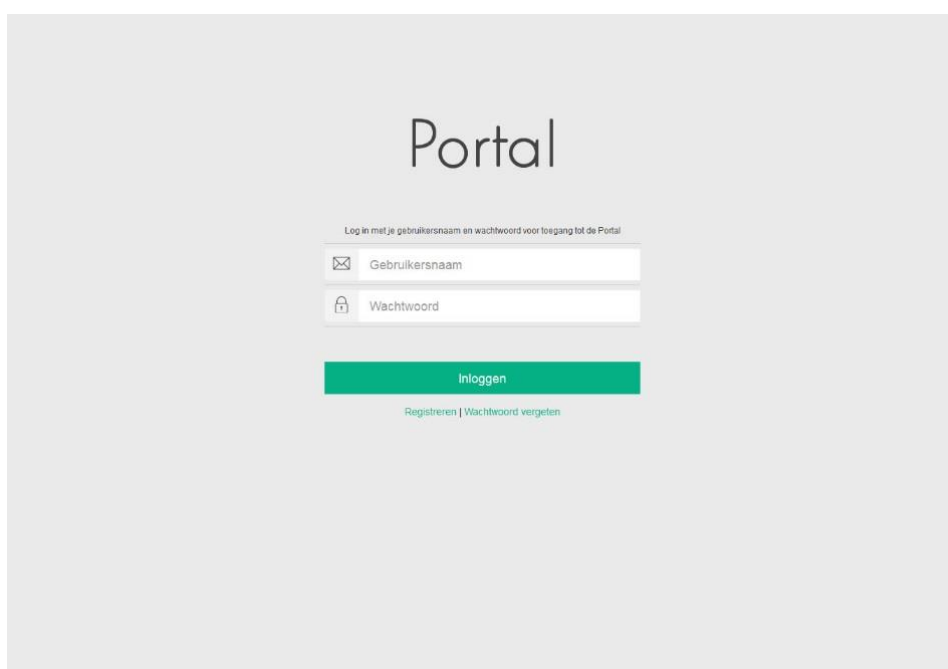 Portal
Log in met je gebruikersnaam en wachtwoord voor toegang tot de Portal
Gebruikersnaam
Wachtwoord
Inloggen
Registreren | Wachtwoord vergeten